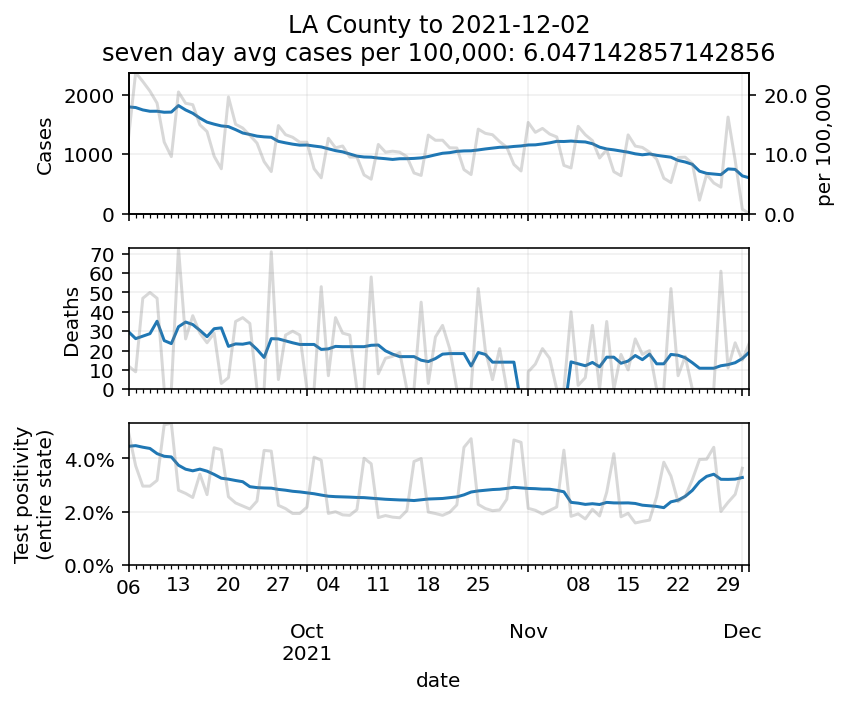 LA County to 2021-12-02
seven day avg cases per 100,000: 6.047142857142856
2000
1000
0
Cases
20.0
10.0
0.0
per 100,000
70
60
50
40
30
20
10
0
Deaths
4.0%
2.0%
0.0%
Test positivity
(entire state)
06 13 20 27 04 11 18 25 08 15 22 29
Oct Nov Dec
2021
date